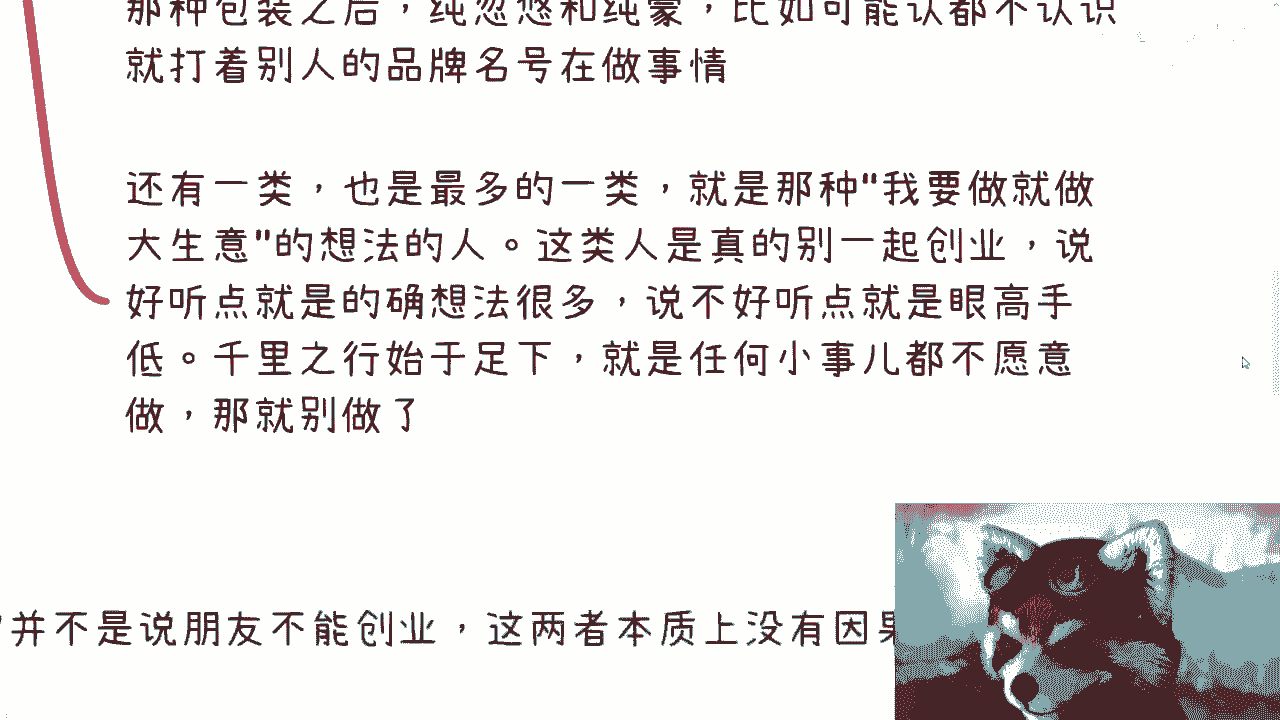 那种包装之后，纯忽悠和纯蒙，比如可能认都不认识
就打着别人的品牌名号在做事情
还有一类，也是最多的一类，就是那种"我要做就做
大生意"的想法的人。这类人是真的别一起创业，说
好听点就是的确想法很多，说不好听点就是眼高手
低。千里之行始于足下，就是任何小事儿都不愿意
做，那就别做了
"并不是说朋友不能创业，这两者本质上没有因果